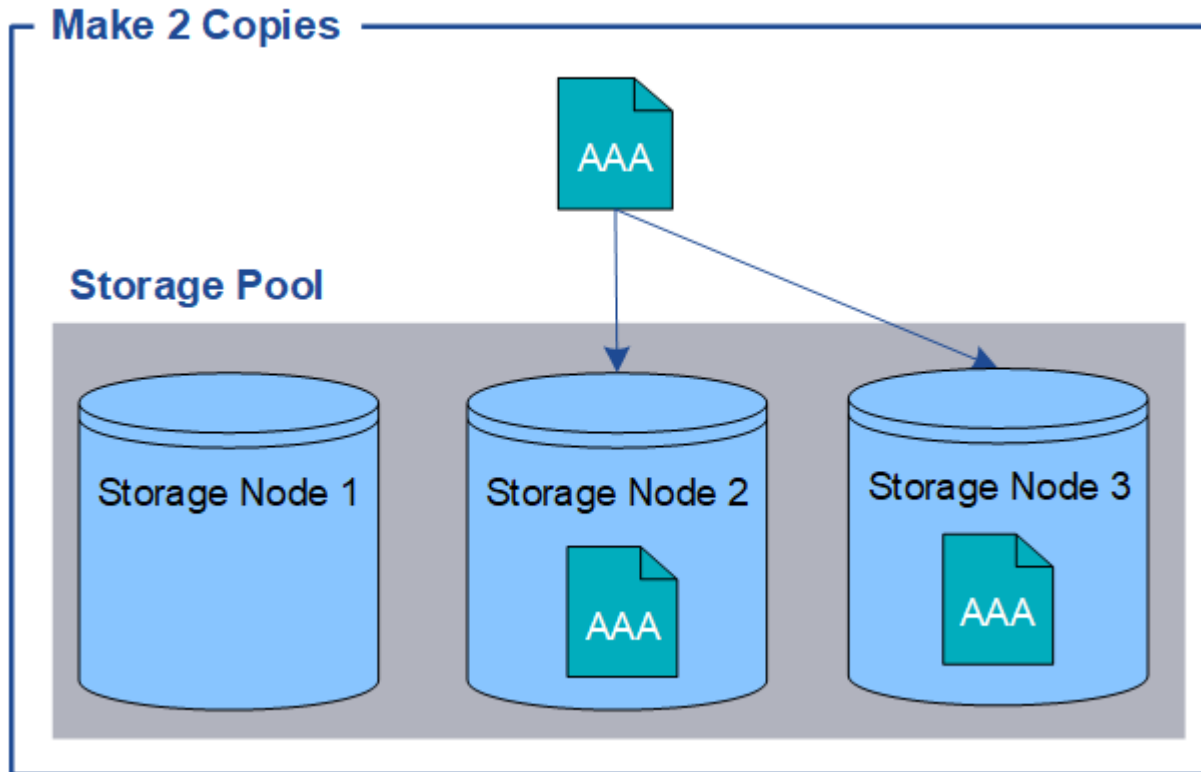 Make 2 Copies
AAA
Storage Pool
Storage Node 1
Storage Node 2
Storage Node 3
AAA
AAA